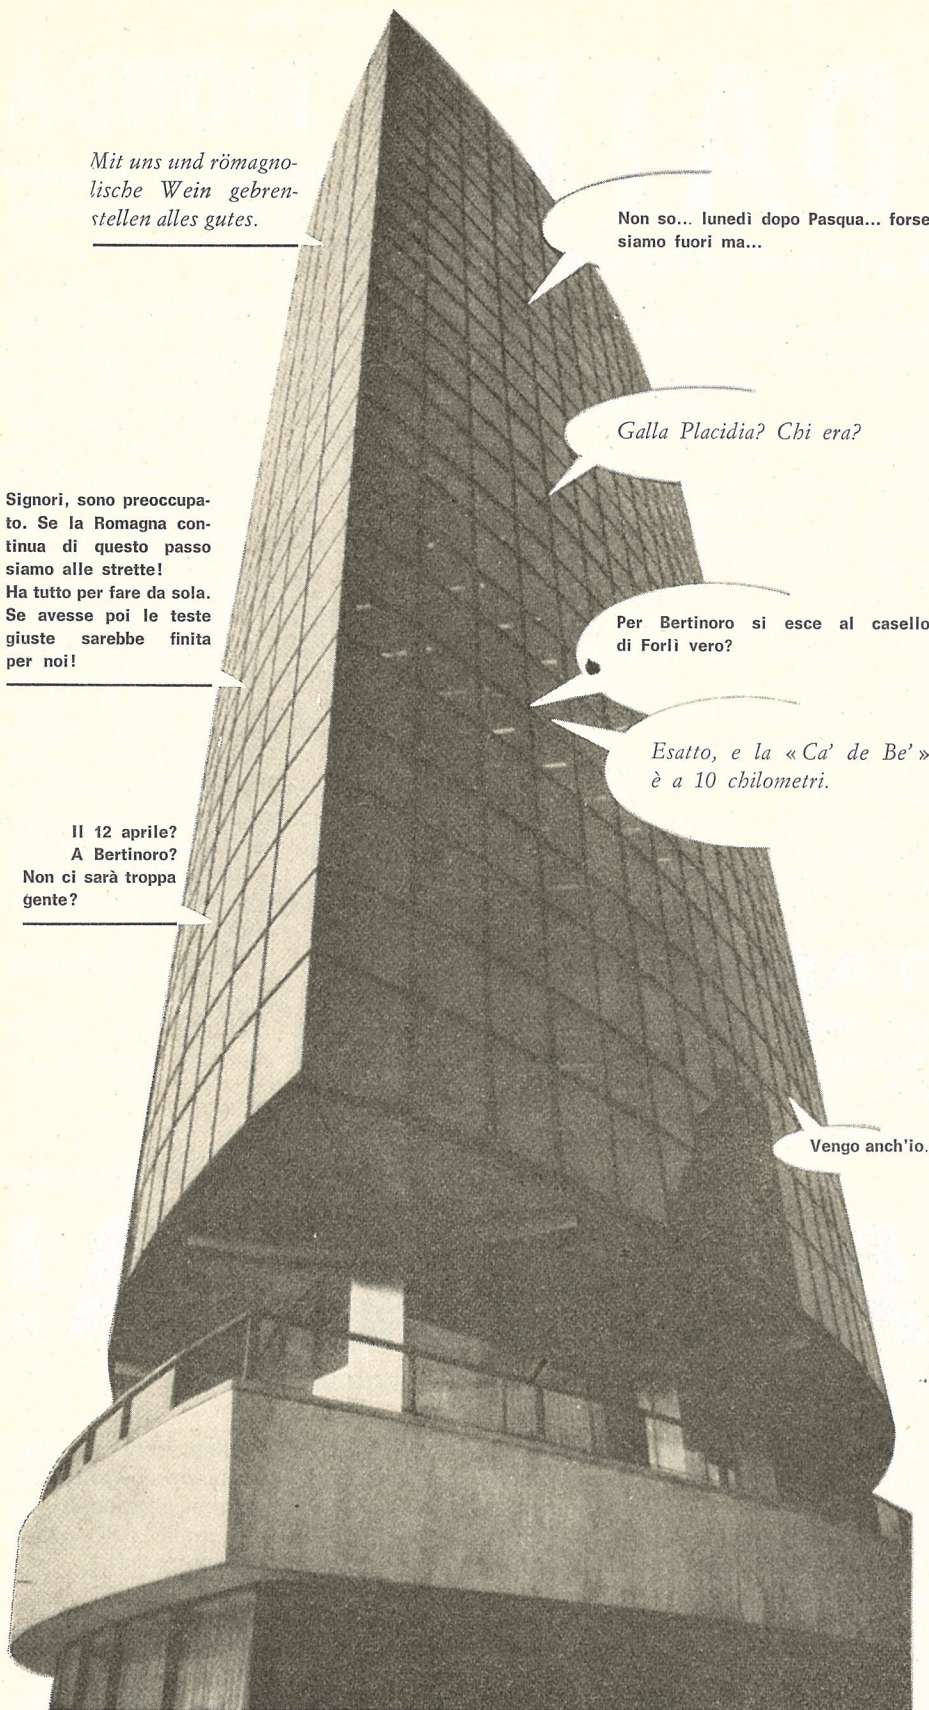 Mit uns und römagno-
lische Wein gebren-
stellen alles gutes.
Non so... lunedì dopo Pasqua... forse
siamo fuori ma...
Galla Placidia? Chi era?
Signori, sono preoccupa-
to. Se la Romagna con-
tinua di questo passo
siamo alle strette!
Ha tutto per fare da sola.
Se avesse poi le teste
giuste sarebbe finita
per noi!
Per Bertinoro si esce al casello
di Forlì vero?
Esatto, e la « Ca' de Be' »
è a 10 chilometri.
Il 12 aprile?
A Bertinoro?
Non ci sarà troppa
gente?
Vengo anch'io.